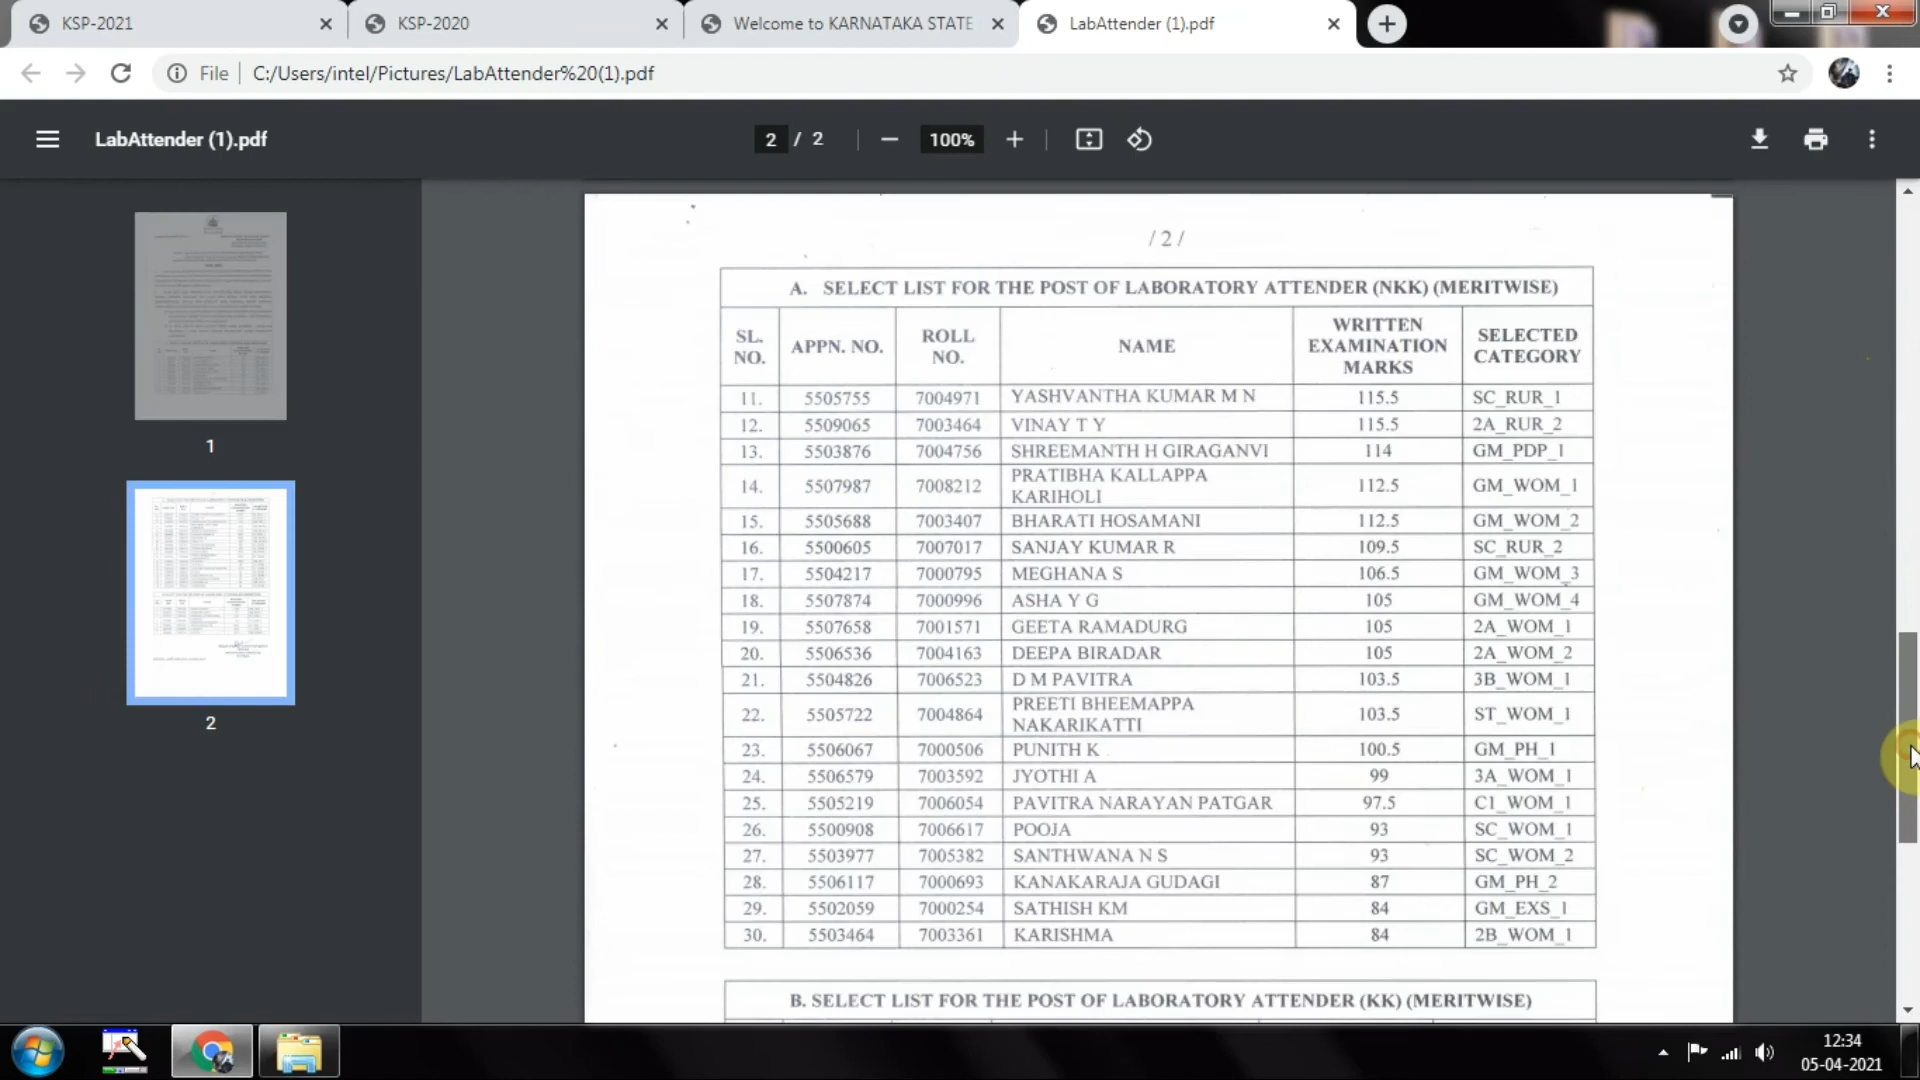 KSP-2021
KSP-2020
Welcome to KARNATAKA STATE
LabAttender (1).pdf
File
C:/Users/intel/Pictures/LabAttender%20(1).pdf
LabAttender (1).pdf
2 / 2
100%
1
2
/ 2 /
A. SELECT LIST FOR THE POST OF LABORATORY ATTENDER (NKK) (MERITWISE)
SL. NO. APPN. NO. ROLL NO. NAME WRITTEN EXAMINATION MARKS SELECTED CATEGORY
11. 5505755 7004971 YASHVANTHA KUMAR M N 115.5 SC_RUR_1
12. 5509065 7003464 VINAY T Y 115.5 2A_RUR_2
13. 5503876 7004756 SHREEMANTH H GIRAGANVI 114 GM_PDP_1
14. 5507987 7008212 PRATIBHA KALLAPPA KARIHOLI 112.5 GM_WOM_1
15. 5505688 7003407 BHARATI HOSAMANI 112.5 GM_WOM_2
16. 5500605 7007017 SANJAY KUMAR R 109.5 SC_RUR_2
17. 5504217 7000795 MEGHANA S 106.5 GM_WOM_3
18. 5507874 7000996 ASHA Y G 105 GM_WOM_4
19. 5507658 7001571 GEETA RAMADURG 105 2A_WOM_1
20. 5506536 7004163 DEEPA BIRADAR 105 2A_WOM_2
21. 5504826 7006523 D M PAVITRA 103.5 3B_WOM_1
22. 5505722 7004864 PREETI BHEEMAPPA NAKARIKATTI 103.5 ST_WOM_1
23. 5506067 7000506 PUNITH K 100.5 GM_PH_1
24. 5506579 7003592 JYOTHI A 99 3A_WOM_1
25. 5505219 7006054 PAVITRA NARAYAN PATGAR 97.5 C1_WOM_1
26. 5500908 7006617 POOJA 93 SC_WOM_1
27. 5503977 7005382 SANTHWANA N S 93 SC_WOM_2
28. 5506117 7000693 KANAKARAJA GUDAGI 87 GM_PH_2
29. 5502059 7000254 SATHISH KM 84 GM_EXS_1
30. 5503464 7003361 KARISHMA 84 2B_WOM_1
B. SELECT LIST FOR THE POST OF LABORATORY ATTENDER (KK) (MERITWISE)
12:34
05-04-2021